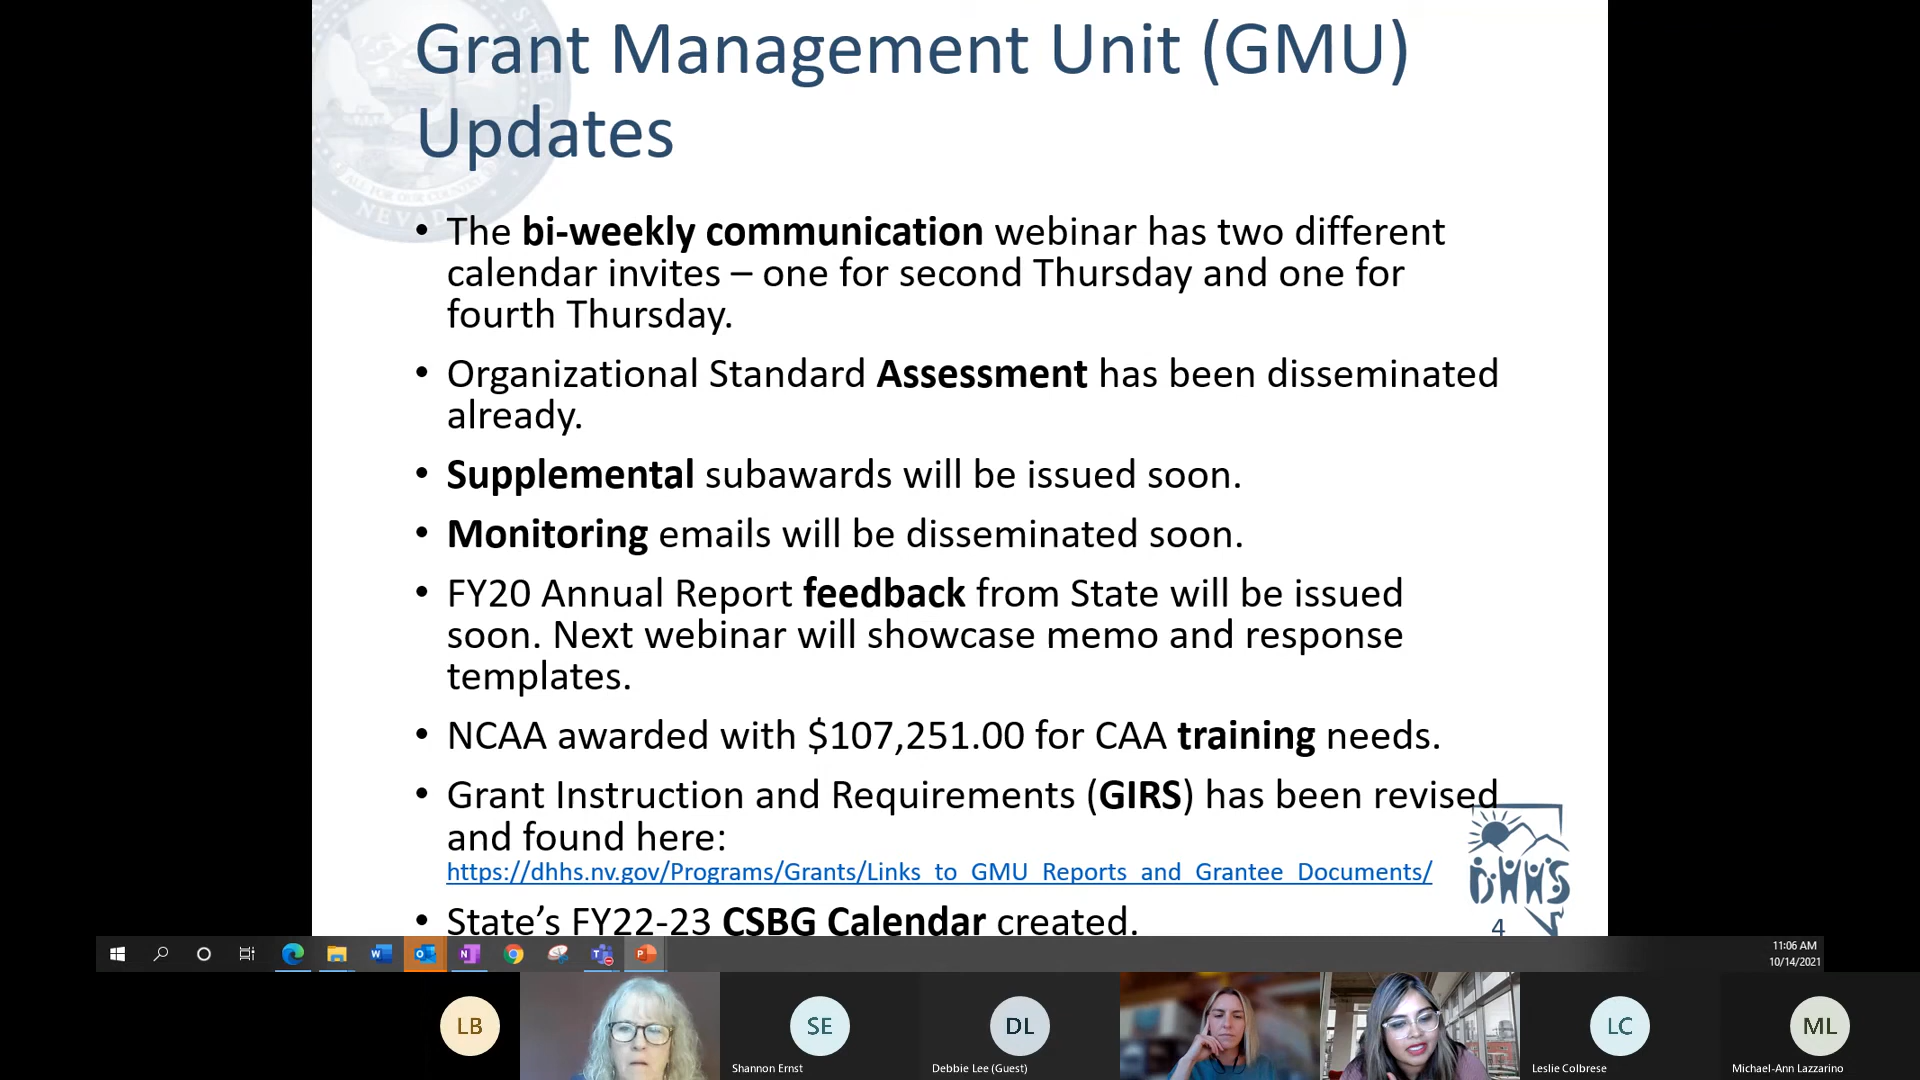 Grant Management Unit (GMU)
Updates
• The bi-weekly communication webinar has two different
calendar invites – one for second Thursday and one for
fourth Thursday.
• Organizational Standard Assessment has been disseminated
already.
• Supplemental subawards will be issued soon.
• Monitoring emails will be disseminated soon.
• FY20 Annual Report feedback from State will be issued
soon. Next webinar will showcase memo and response
templates.
• NCAA awarded with $107,251.00 for CAA training needs.
• Grant Instruction and Requirements (GIRS) has been revised
and found here:
https://dhhs.nv.gov/Programs/Grants/Links_to_GMU_Reports_and_Grantee_Documents/
• State’s FY22-23 CSBG Calendar created.
ALL FOR OUR COUNTRY
NEVADA
DHHS
4
11:06 AM
10/14/2021
LB
SE
DL
LC
ML
Shannon Ernst
Debbie Lee (Guest)
Leslie Colbrese
Michael-Ann Lazzarino